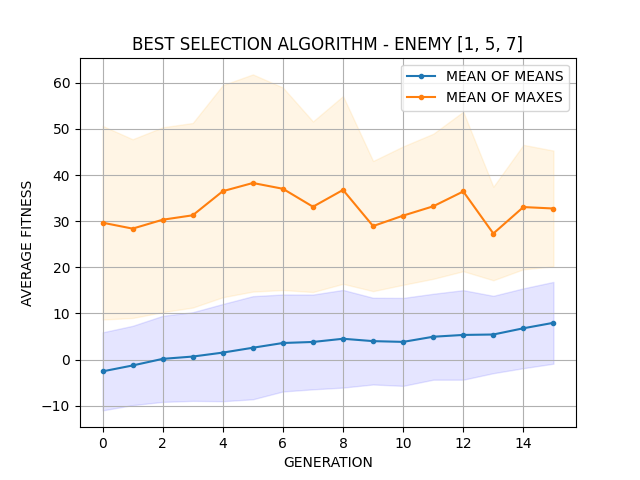 BEST SELECTION ALGORITHM - ENEMY [1, 5, 7]
MEAN OF MEANS
MEAN OF MAXES
60
50
40
30
20
10
0
−10
AVERAGE FITNESS
0 2 4 6 8 10 12 14
GENERATION